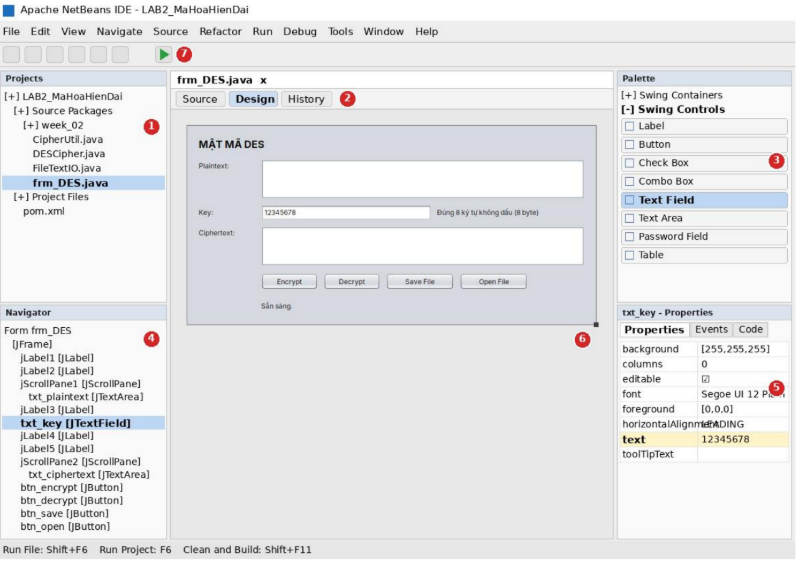 Apache NetBeans IDE - LAB2_MaHoaHienDai
File Edit View Navigate Source Refactor Run Debug Tools Window Help
7
Projects
[+] LAB2_MaHoaHienDai
[+] Source Packages
[+] week_02
1
CipherUtil.java
DESCipher.java
FileTextIO.java
frm_DES.java
[+] Project Files
pom.xml
Navigator
Form frm_DES
[JFrame]
4
jLabel1 [JLabel]
jLabel2 [JLabel]
jScrollPane1 [JScrollPane]
txt_plaintext [JTextArea]
jLabel3 [JLabel]
txt_key [JTextField]
jLabel4 [JLabel]
jLabel5 [JLabel]
jScrollPane2 [JScrollPane]
txt_ciphertext [JTextArea]
btn_encrypt [JButton]
btn_decrypt [JButton]
btn_save [JButton]
btn_open [JButton]
frm_DES.java x
Source Design History 2
MẬT MÃ DES
Plaintext:
Key: 12345678 Đúng 8 ký tự không dấu (8 byte)
Ciphertext:
Encrypt Decrypt Save File Open File
Sẵn sàng.
6
Palette
[+] Swing Containers
[-] Swing Controls
Label
Button
Check Box 3
Combo Box
Text Field
Text Area
Password Field
Table
txt_key - Properties
Properties Events Code
background [255,255,255]
columns 0
editable ☑
font Segoe UI 12 5
foreground [0,0,0]
horizontalAlignment LEADING
text 12345678
toolTipText
Run File: Shift+F6 Run Project: F6 Clean and Build: Shift+F11